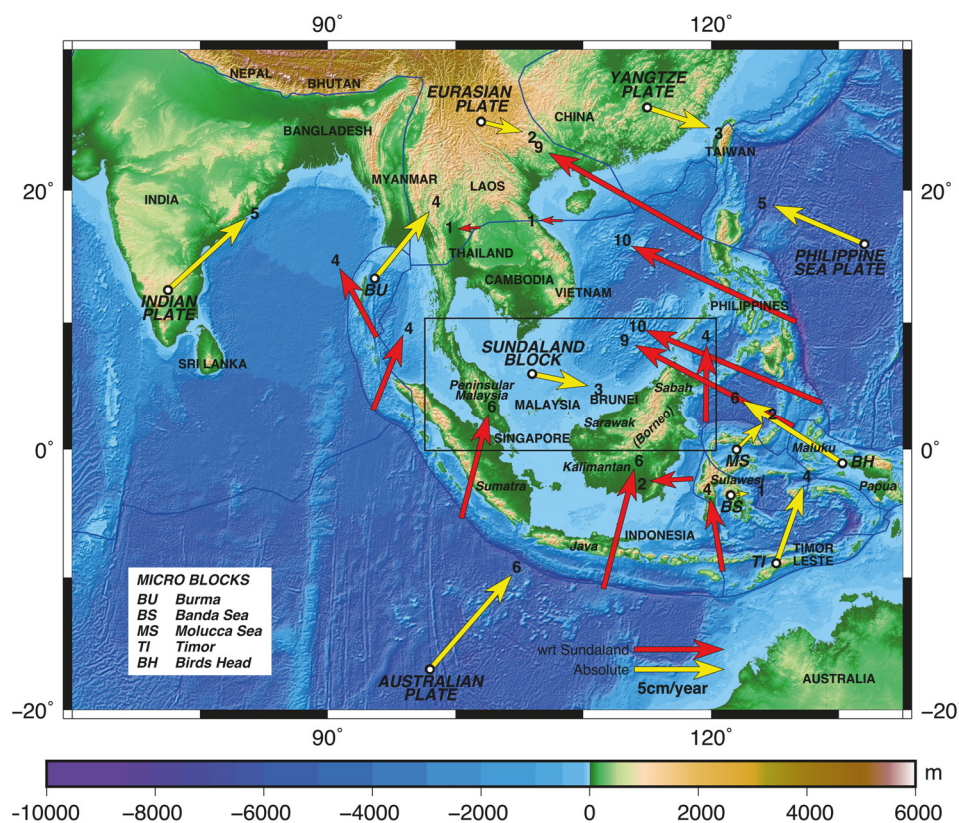 90°
120°
NEPAL
BHUTAN
EURASIAN
PLATE
YANGTZE
PLATE
CHINA
BANGLADESH
2
9
3
TAIWAN
20°
20°
MYANMAR
LAOS
INDIA
5
4
1
1
5
10
THAILAND
PHILIPPINE
SEA PLATE
4
BU
CAMBODIA
VIETNAM
PHILIPPINES
INDIAN
PLATE
SRI LANKA
4
10
9
4
SUNDALAND
BLOCK
Peninsular
Malaysia
MALAYSIA
3
BRUNEI
Sabah
Sarawak
(Borneo)
6
6
2
SINGAPORE
0°
0°
Maluku
MS
BH
Kalimantan
6
2
Sulawesi
4
1
4
Papua
Sumatra
BS
INDONESIA
Java
TI
TIMOR
LESTE
6
MICRO BLOCKS
BU Burma
BS Banda Sea
MS Molucca Sea
TI Timor
BH Birds Head
wrt Sundaland
Absolute
5cm/year
AUSTRALIAN
PLATE
AUSTRALIA
−20°
−20°
90°
120°
m
-10000 −8000 −6000 −4000 −2000 0 2000 4000 6000